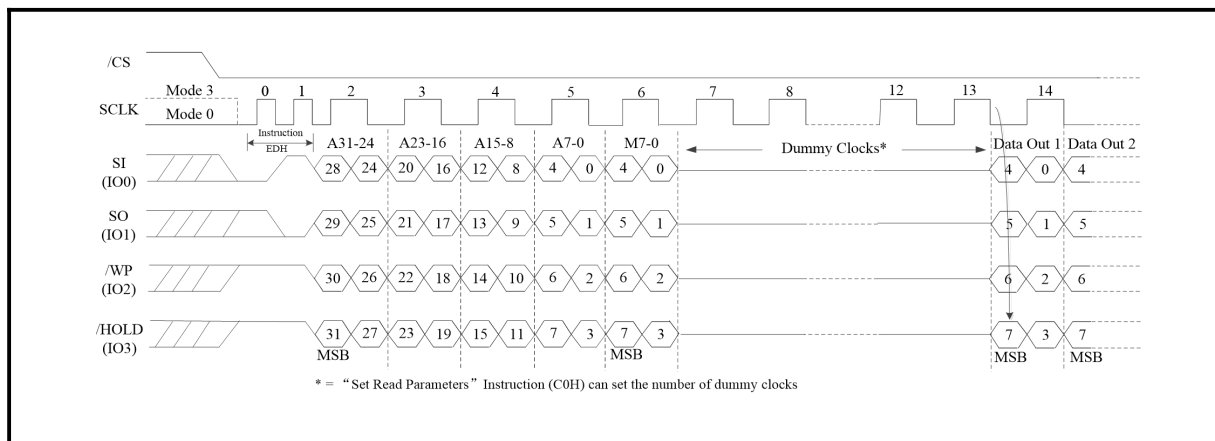 /CS
Mode 3 0 1 2 3 4 5 6 7 8 12 13 14
SCLK
Mode 0
Instruction
EDH
A31-24 A23-16 A15-8 A7-0 M7-0 Dummy Clocks* Data Out 1 Data Out 2
SI
(IO0)
28 24 20 16 12 8 4 0 4 0 4 0 4
SO
(IO1)
29 25 21 17 13 9 5 1 5 1 5 1 5
/WP
(IO2)
30 26 22 18 14 10 6 2 6 2 6 2 6
/HOLD
(IO3)
31 27 23 19 15 11 7 3 7 3 7 3 7
MSB MSB MSB MSB
* = “Set Read Parameters” Instruction (C0H) can set the number of dummy clocks